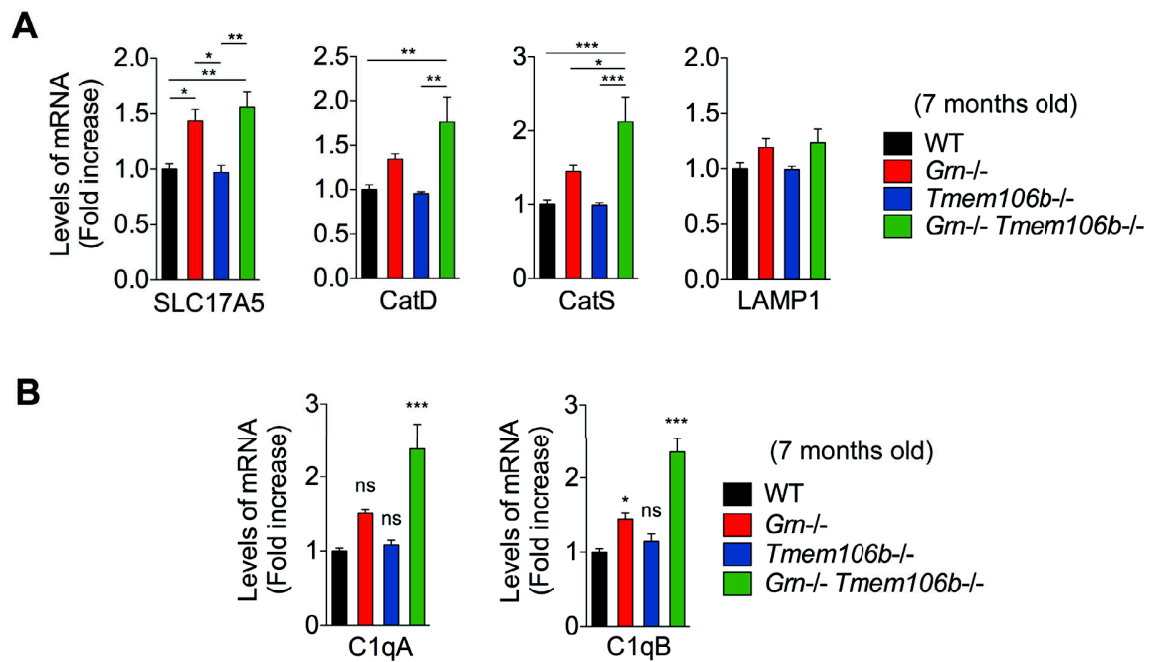 A
Levels of mRNA
(Fold increase)
2.0
1.5
1.0
0.5
0.0
**
*
**
*
SLC17A5
2.5
2.0
1.5
1.0
0.5
0.0
**
**
CatD
3
2
1
0
***
*
***
CatS
2.0
1.5
1.0
0.5
0.0
LAMP1
(7 months old)
WT
Grn-/-
Tmem106b-/-
Grn-/- Tmem106b-/-
B
Levels of mRNA
(Fold increase)
3
2
1
0
ns
ns
***
C1qA
Levels of mRNA
(Fold increase)
3
2
1
0
*
ns
***
C1qB
(7 months old)
WT
Grn-/-
Tmem106b-/-
Grn-/- Tmem106b-/-